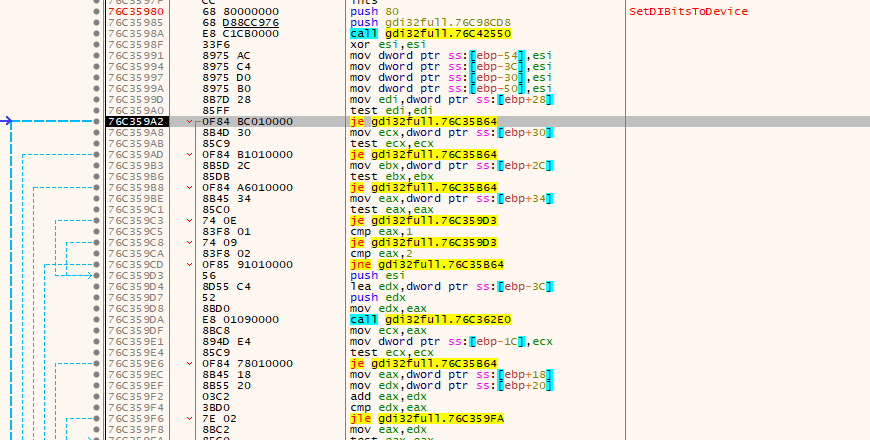 76C35980 68 80000000 push 80 SetDIBitsToDevice
76C35985 68 D88CC976 push gdi32full.76C98CD8
76C3598A E8 C1CB0000 call gdi32full.76C42550
33F6 xor esi,esi
76C35991 8975 AC mov dword ptr ss:[ebp-54],esi
76C35994 8975 C4 mov dword ptr ss:[ebp-3C],esi
76C35997 8975 D0 mov dword ptr ss:[ebp-30],esi
76C3599A 8975 B0 mov dword ptr ss:[ebp-50],esi
76C3599D 8B7D 28 mov edi,dword ptr ss:[ebp+28]
76C359A0 85FF test edi,edi
76C359A2 0F84 BC010000 je gdi32full.76C35B64
76C359A8 8B4D 30 mov ecx,dword ptr ss:[ebp+30]
76C359AB 85C9 test ecx,ecx
76C359AD 0F84 B1010000 je gdi32full.76C35B64
76C359B3 8B5D 2C mov ebx,dword ptr ss:[ebp+2C]
76C359B6 85DB test ebx,ebx
76C359B8 0F84 A6010000 je gdi32full.76C35B64
76C359BE 8B45 34 mov eax,dword ptr ss:[ebp+34]
76C359C1 85C0 test eax,eax
76C359C3 74 0E je gdi32full.76C359D3
76C359C5 83F8 01 cmp eax,1
76C359C8 74 09 je gdi32full.76C359D3
76C359CA 83F8 02 cmp eax,2
76C359CD 0F85 91010000 jne gdi32full.76C35B64
76C359D3 56 push esi
76C359D4 8D55 C4 lea edx,dword ptr ss:[ebp-3C]
76C359D7 52 push edx
76C359D8 8BD0 mov edx,eax
76C359DA E8 01090000 call gdi32full.76C362E0
76C359DF 8BC8 mov ecx,eax
76C359E1 894D E4 mov dword ptr ss:[ebp-1C],ecx
76C359E4 85C9 test ecx,ecx
76C359E6 0F84 78010000 je gdi32full.76C35B64
76C359EC 8B45 18 mov eax,dword ptr ss:[ebp+18]
76C359EF 8B55 20 mov edx,dword ptr ss:[ebp+20]
76C359F2 03C2 add eax,edx
76C359F4 3BD0 cmp edx,eax
76C359F6 7E 02 jle gdi32full.76C359FA
76C359F8 8BC2 mov eax,edx